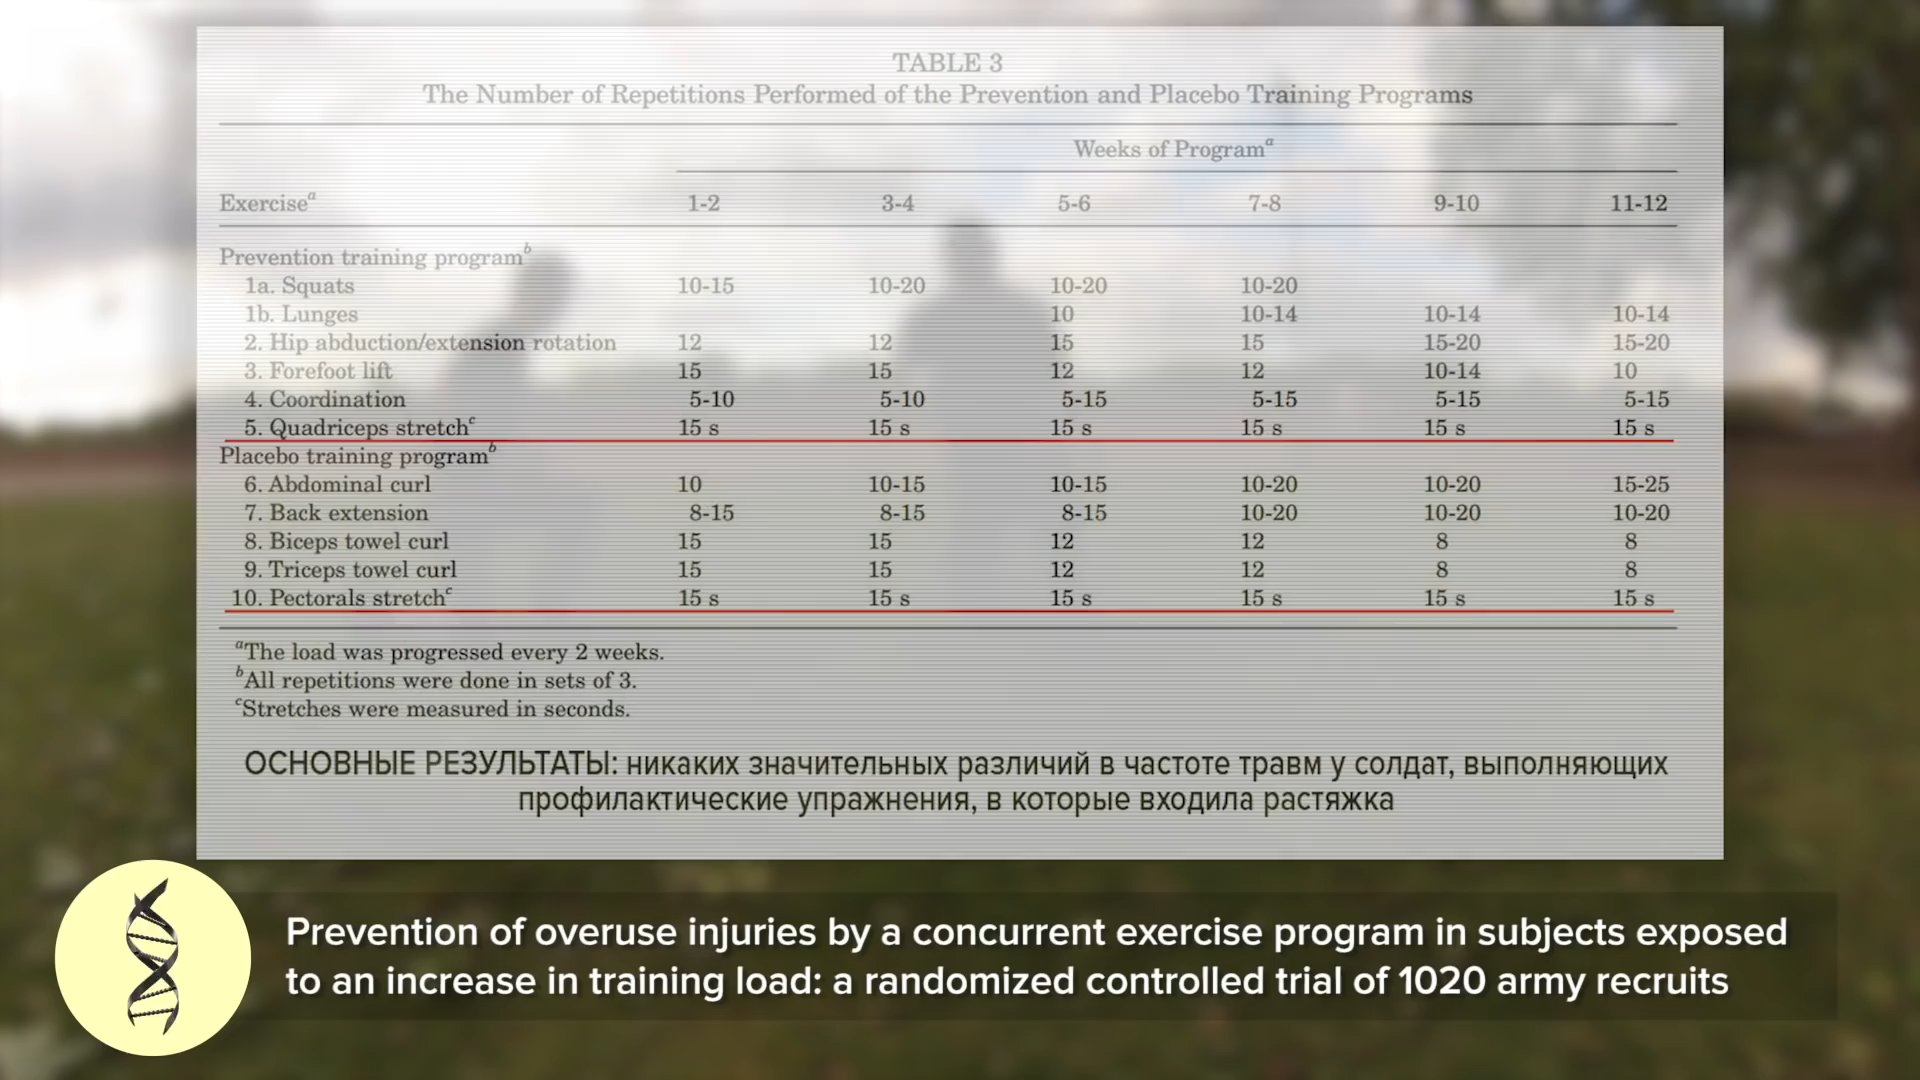 TABLE 3
The Number of Repetitions Performed of the Prevention and Placebo Training Programs
Weeks of Programᵃ
Exerciseᵃ 1-2 3-4 5-6 7-8 9-10 11-12
Prevention training programᵇ
1a. Squats 10-15 10-20 10-20 10-20
1b. Lunges 10 10-14 10-14 10-14
2. Hip abduction/extension rotation 12 12 15 15 15-20 15-20
3. Forefoot lift 15 15 12 12 10-14 10
4. Coordination 5-10 5-10 5-15 5-15 5-15 5-15
5. Quadriceps stretchᶜ 15 s 15 s 15 s 15 s 15 s 15 s
Placebo training programᵇ
6. Abdominal curl 10 10-15 10-15 10-20 10-20 15-25
7. Back extension 8-15 8-15 8-15 10-20 10-20 10-20
8. Biceps towel curl 15 15 12 12 8 8
9. Triceps towel curl 15 15 12 12 8 8
10. Pectorals stretchᶜ 15 s 15 s 15 s 15 s 15 s 15 s
ᵃThe load was progressed every 2 weeks.
ᵇAll repetitions were done in sets of 3.
ᶜStretches were measured in seconds.
ОСНОВНЫЕ РЕЗУЛЬТАТЫ: никаких значительных различий в частоте травм у солдат, выполняющих
профилактические упражнения, в которые входила растяжка
Prevention of overuse injuries by a concurrent exercise program in subjects exposed
to an increase in training load: a randomized controlled trial of 1020 army recruits